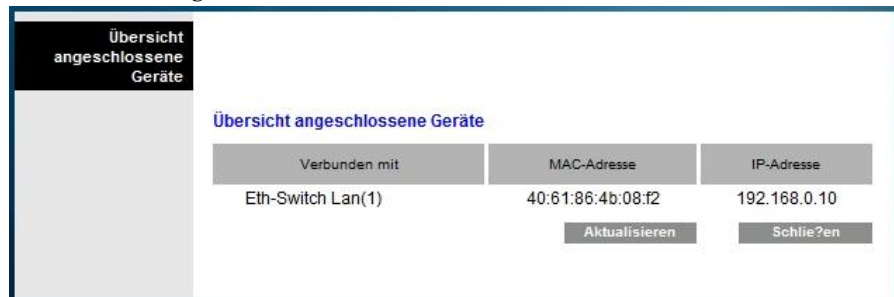 Übersicht
angeschlossene
Geräte
Übersicht angeschlossene Geräte
Verbunden mit MAC-Adresse IP-Adresse
Eth-Switch Lan(1) 40:61:86:4b:08:f2 192.168.0.10
Aktualisieren Schlie?en